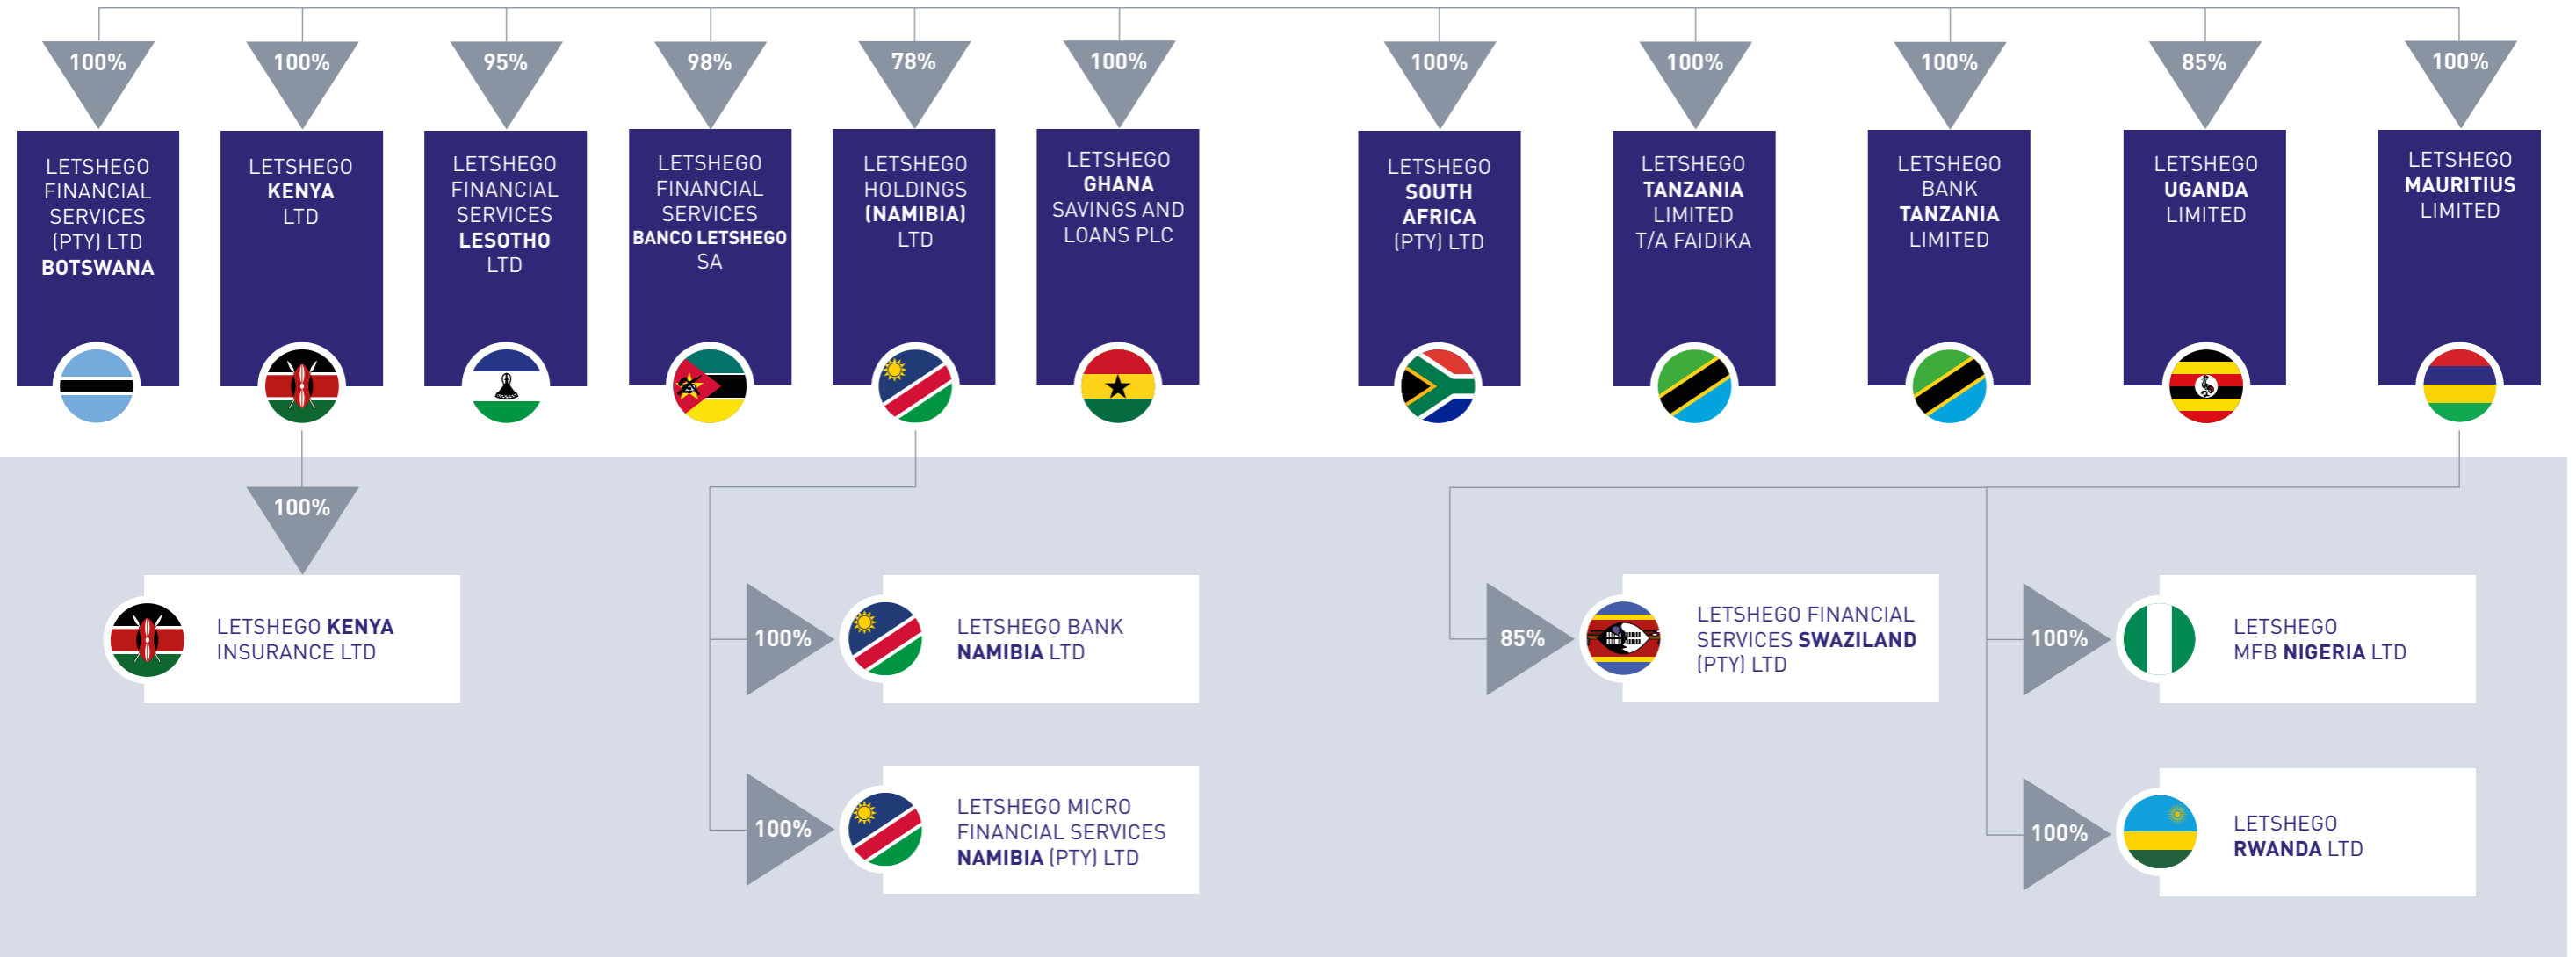 100%
LETSHEGO
FINANCIAL
SERVICES
(PTY) LTD
BOTSWANA
100%
LETSHEGO
KENYA
LTD
95%
LETSHEGO
FINANCIAL
SERVICES
LESOTHO
LTD
98%
LETSHEGO
FINANCIAL
SERVICES
BANCO LETSHEGO
SA
78%
LETSHEGO
HOLDINGS
(NAMIBIA)
LTD
100%
LETSHEGO
GHANA
SAVINGS AND
LOANS PLC
100%
LETSHEGO
SOUTH
AFRICA
(PTY) LTD
100%
LETSHEGO
TANZANIA
LIMITED
T/A FAIDIKA
100%
LETSHEGO
BANK
TANZANIA
LIMITED
85%
LETSHEGO
UGANDA
LIMITED
100%
LETSHEGO
MAURITIUS
LIMITED
100%
LETSHEGO KENYA
INSURANCE LTD
100%
LETSHEGO BANK
NAMIBIA LTD
100%
LETSHEGO MICRO
FINANCIAL SERVICES
NAMIBIA (PTY) LTD
85%
LETSHEGO FINANCIAL
SERVICES SWAZILAND
(PTY) LTD
100%
LETSHEGO
MFB NIGERIA LTD
100%
LETSHEGO
RWANDA LTD